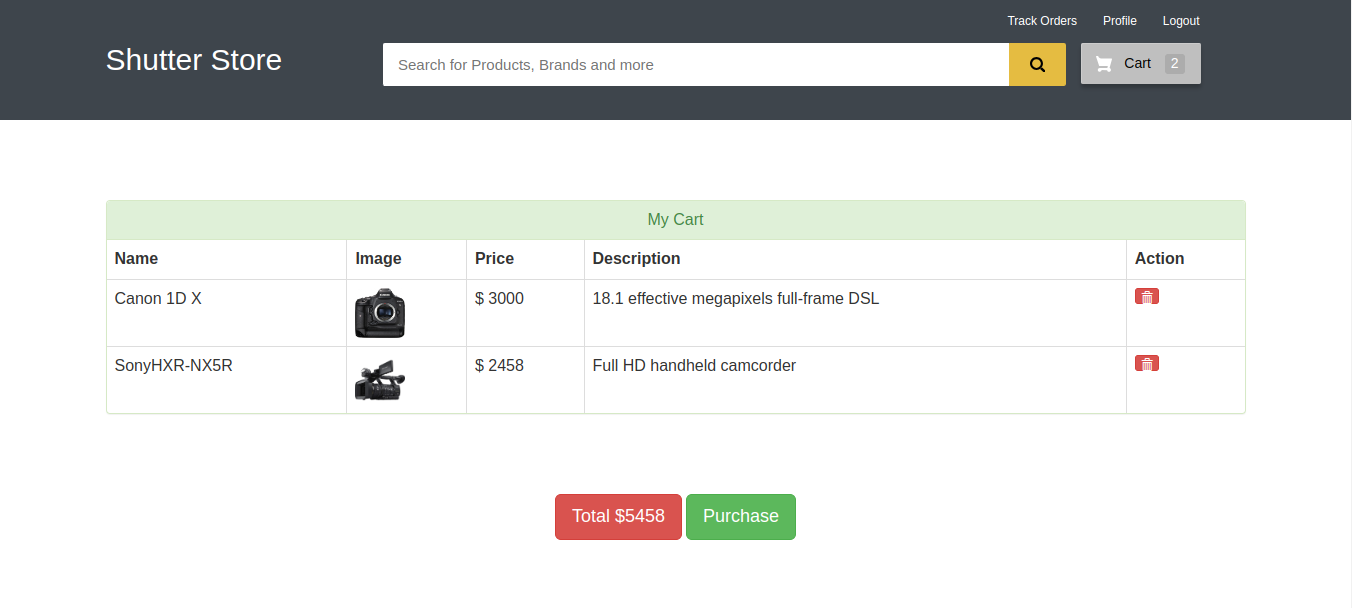 Track Orders Profile Logout
Shutter Store
Search for Products, Brands and more
Cart 2
My Cart
Name Image Price Description Action
Canon 1D X $ 3000 18.1 effective megapixels full-frame DSL
SonyHXR-NX5R $ 2458 Full HD handheld camcorder
Total $5458 Purchase